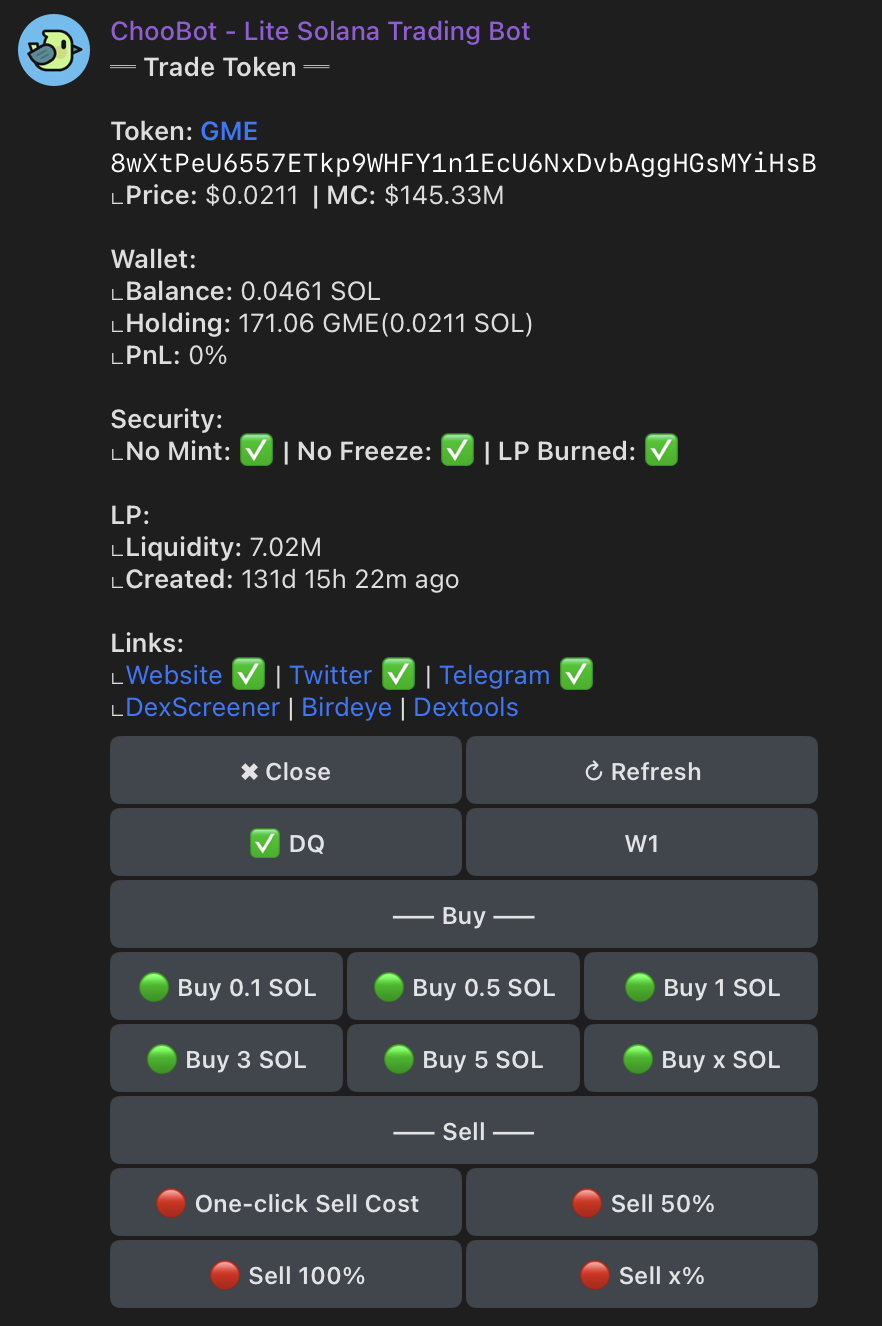 ChooBot - Lite Solana Trading Bot
══ Trade Token ══
Token: GME
8wXtPeU6557ETkp9WHFY1n1EcU6NxDvbAggHGsMYiHsB
∟Price: $0.0211 | MC: $145.33M
Wallet:
∟Balance: 0.0461 SOL
∟Holding: 171.06 GME(0.0211 SOL)
∟PnL: 0%
Security:
∟No Mint: ✅ | No Freeze: ✅ | LP Burned: ✅
LP:
∟Liquidity: 7.02M
∟Created: 131d 15h 22m ago
Links:
∟Website ✅ | Twitter ✅ | Telegram ✅
∟DexScreener | Birdeye | Dextools
✖ Close
↻ Refresh
✅ DQ
W1
—— Buy ——
🟢 Buy 0.1 SOL
🟢 Buy 0.5 SOL
🟢 Buy 1 SOL
🟢 Buy 3 SOL
🟢 Buy 5 SOL
🟢 Buy x SOL
—— Sell ——
🔴 One-click Sell Cost
🔴 Sell 50%
🔴 Sell 100%
🔴 Sell x%